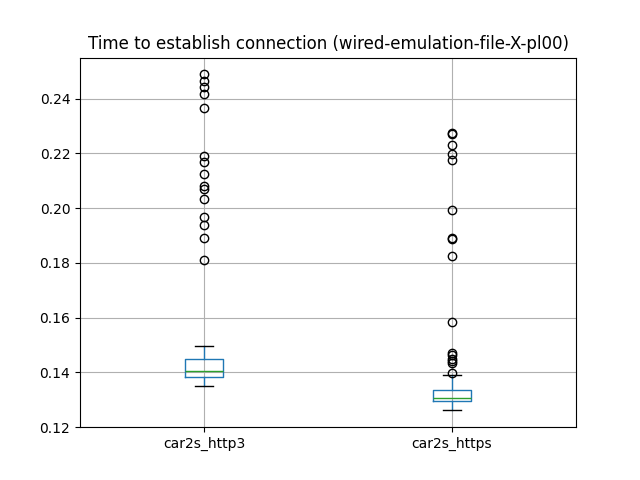 Time to establish connection (wired-emulation-file-X-pl00)
0.24
0.22
0.20
0.18
0.16
0.14
0.12
car2s_http3
car2s_https